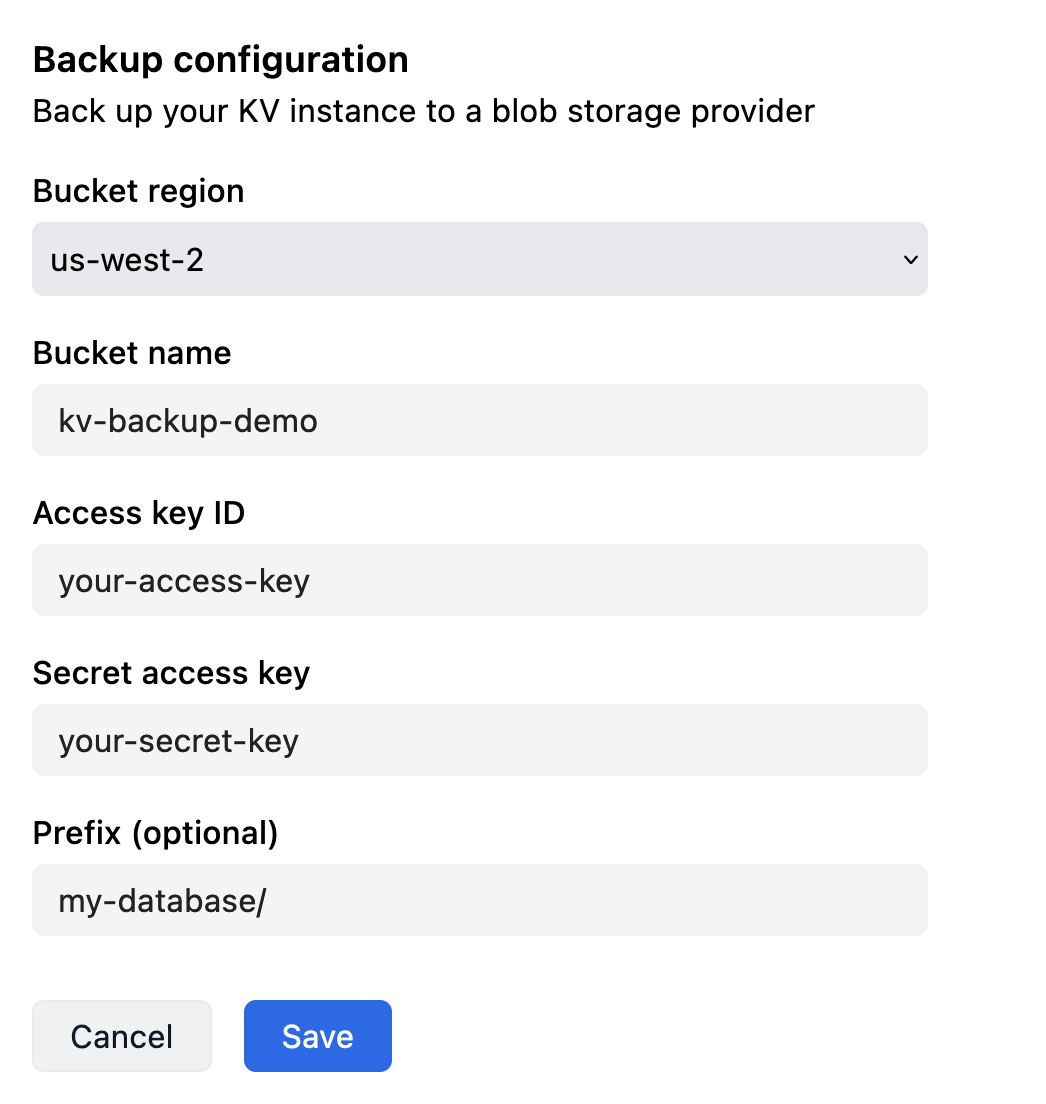 Backup configuration
Back up your KV instance to a blob storage provider
Bucket region
us-west-2
Bucket name
kv-backup-demo
Access key ID
your-access-key
Secret access key
your-secret-key
Prefix (optional)
my-database/
Cancel
Save